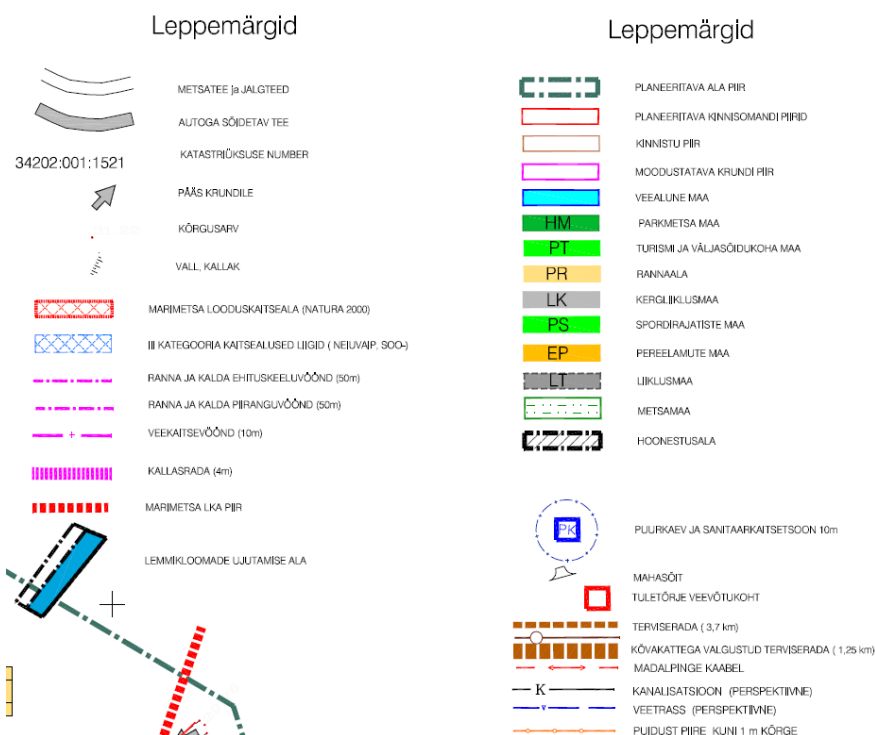 Leppemärgid
METSATEE ja JALGTEED
AUTOGA SÕIDETAV TEE
34202:001:1521
KATASTRIÜKSUSE NUMBER
PÄÄS KRUNDILE
KÕRGUSARV
VALL, KALLAK
MARIMETSA LOODUSKAITSEALA (NATURA 2000)
III KATEGOORIA KAITSEALUSED LIIGID ( NEIUVAIP, SOO-)
RANNA JA KALDA EHITUSKEELUVÖÖND (50m)
RANNA JA KALDA PIIRANGUVÖÖND (50m)
VEEKAITSEVÖÖND (10m)
KALLASRADA (4m)
MARIMETSA LKA PIIR
LEMMIKLOOMADE UJUTAMISE ALA
Leppemärgid
PLANEERITAVA ALA PIIR
PLANEERITAVA KINNISOMANDI PIIRID
KINNISTU PIIR
MOODUSTATAVA KRUNDI PIIR
VEEALUNE MAA
HM PARKMETSA MAA
PT TURISMI JA VÄLJASÕIDUKOHA MAA
PR RANNAALA
LK KERGLIIKLUSMAA
PS SPORDIRAJATISTE MAA
EP PEREELAMUTE MAA
LT LIIKLUSMAA
METSAMAA
HOONESTUSALA
PK PUURKAEV JA SANITAARKAITSETSOON 10m
MAHASÕIT
TULETÕRJE VEEVÕTUKOHT
TERVISERADA ( 3,7 km)
KÕVAKATTEGA VALGUSTUD TERVISERADA ( 1,25 km)
MADALPINGE KAABEL
K KANALISATSIOON (PERSPEKTIIVNE)
V VEETRASS (PERSPEKTIIVNE)
PUIDUST PIIRE KUNI 1 m KÕRGE